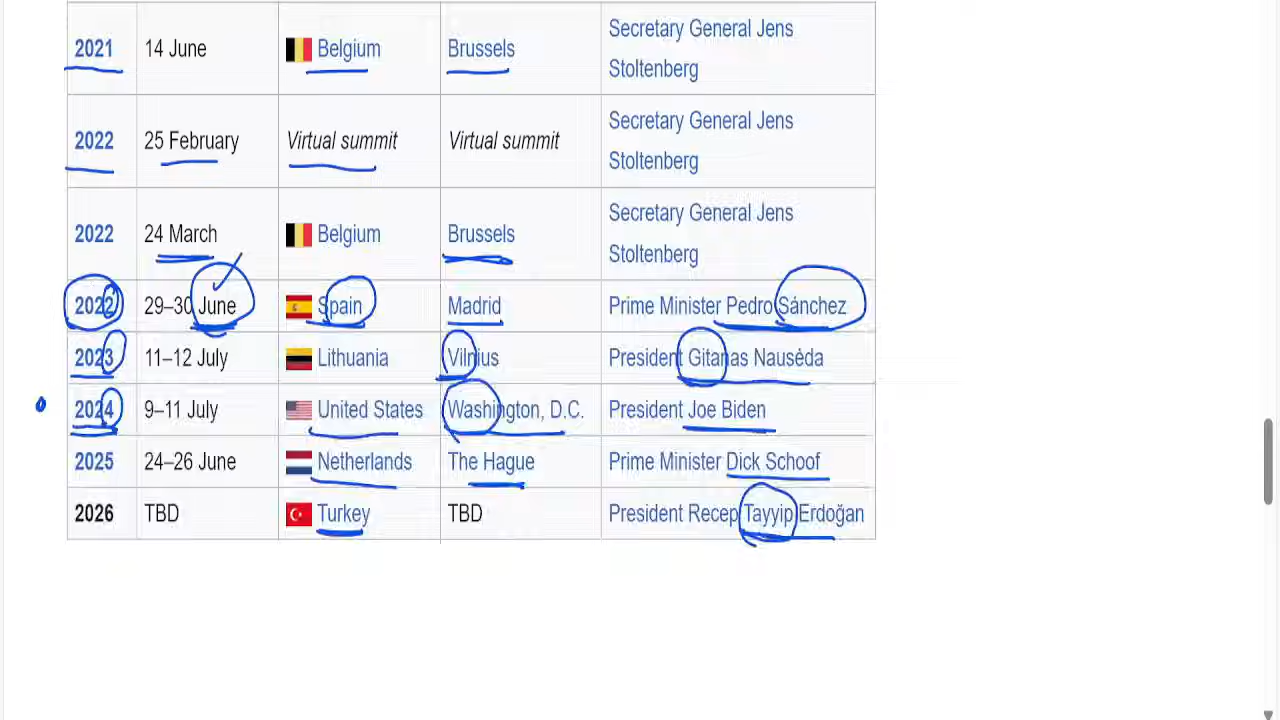 2021 14 June Belgium Brussels Secretary General Jens
Stoltenberg
2022 25 February Virtual summit Virtual summit Secretary General Jens
Stoltenberg
2022 24 March Belgium Brussels Secretary General Jens
Stoltenberg
2022 29–30 June Spain Madrid Prime Minister Pedro Sánchez
2023 11–12 July Lithuania Vilnius President Gitanas Nausėda
2024 9–11 July United States Washington, D.C. President Joe Biden
2025 24–26 June Netherlands The Hague Prime Minister Dick Schoof
2026 TBD Turkey TBD President Recep Tayyip Erdoğan